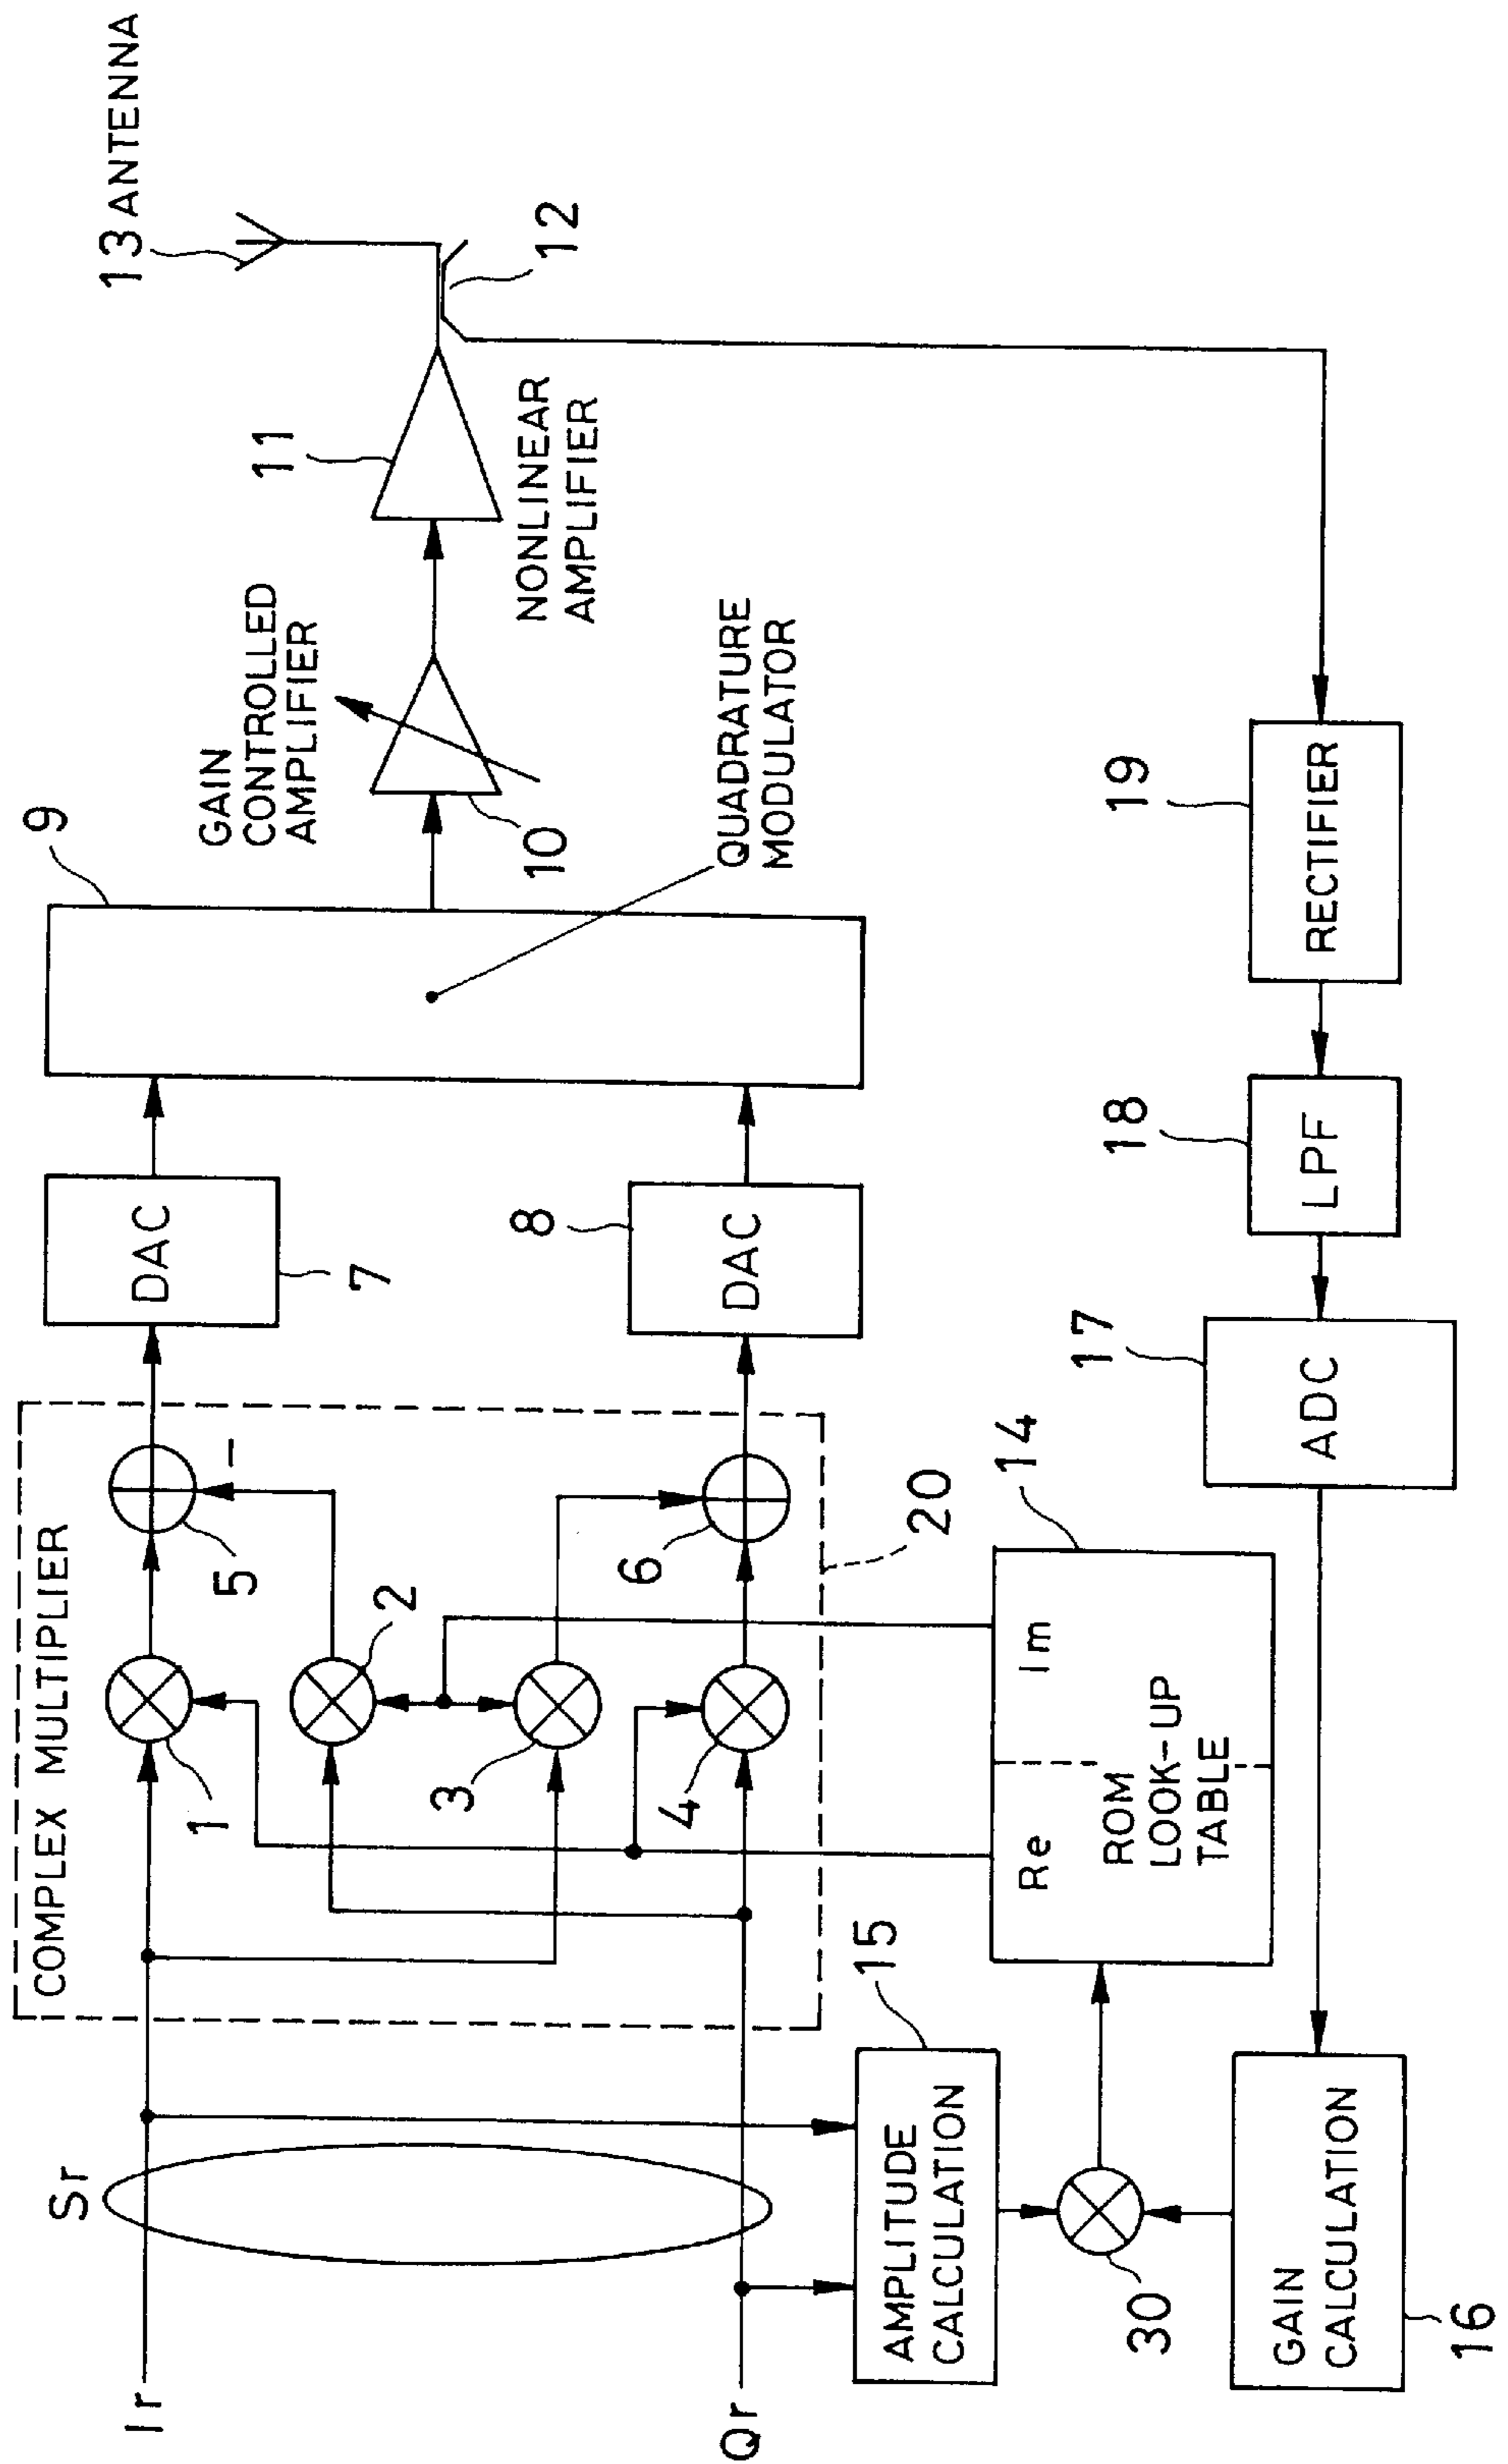 13 ANTENNA
12
11
NONLINEAR
AMPLIFIER
GAIN
CONTROLLED
AMPLIFIER
10
9
QUADRATURE
MODULATOR
DAC
7
8
DAC
COMPLEX MULTIPLIER
5
−
6
1
2
3
4
20
14
Re
Im
ROM
LOOK-UP
TABLE
Sr
Ir
Qr
15
AMPLITUDE
CALCULATION
30
GAIN
CALCULATION
16
17
ADC
18
LPF
19
RECTIFIER